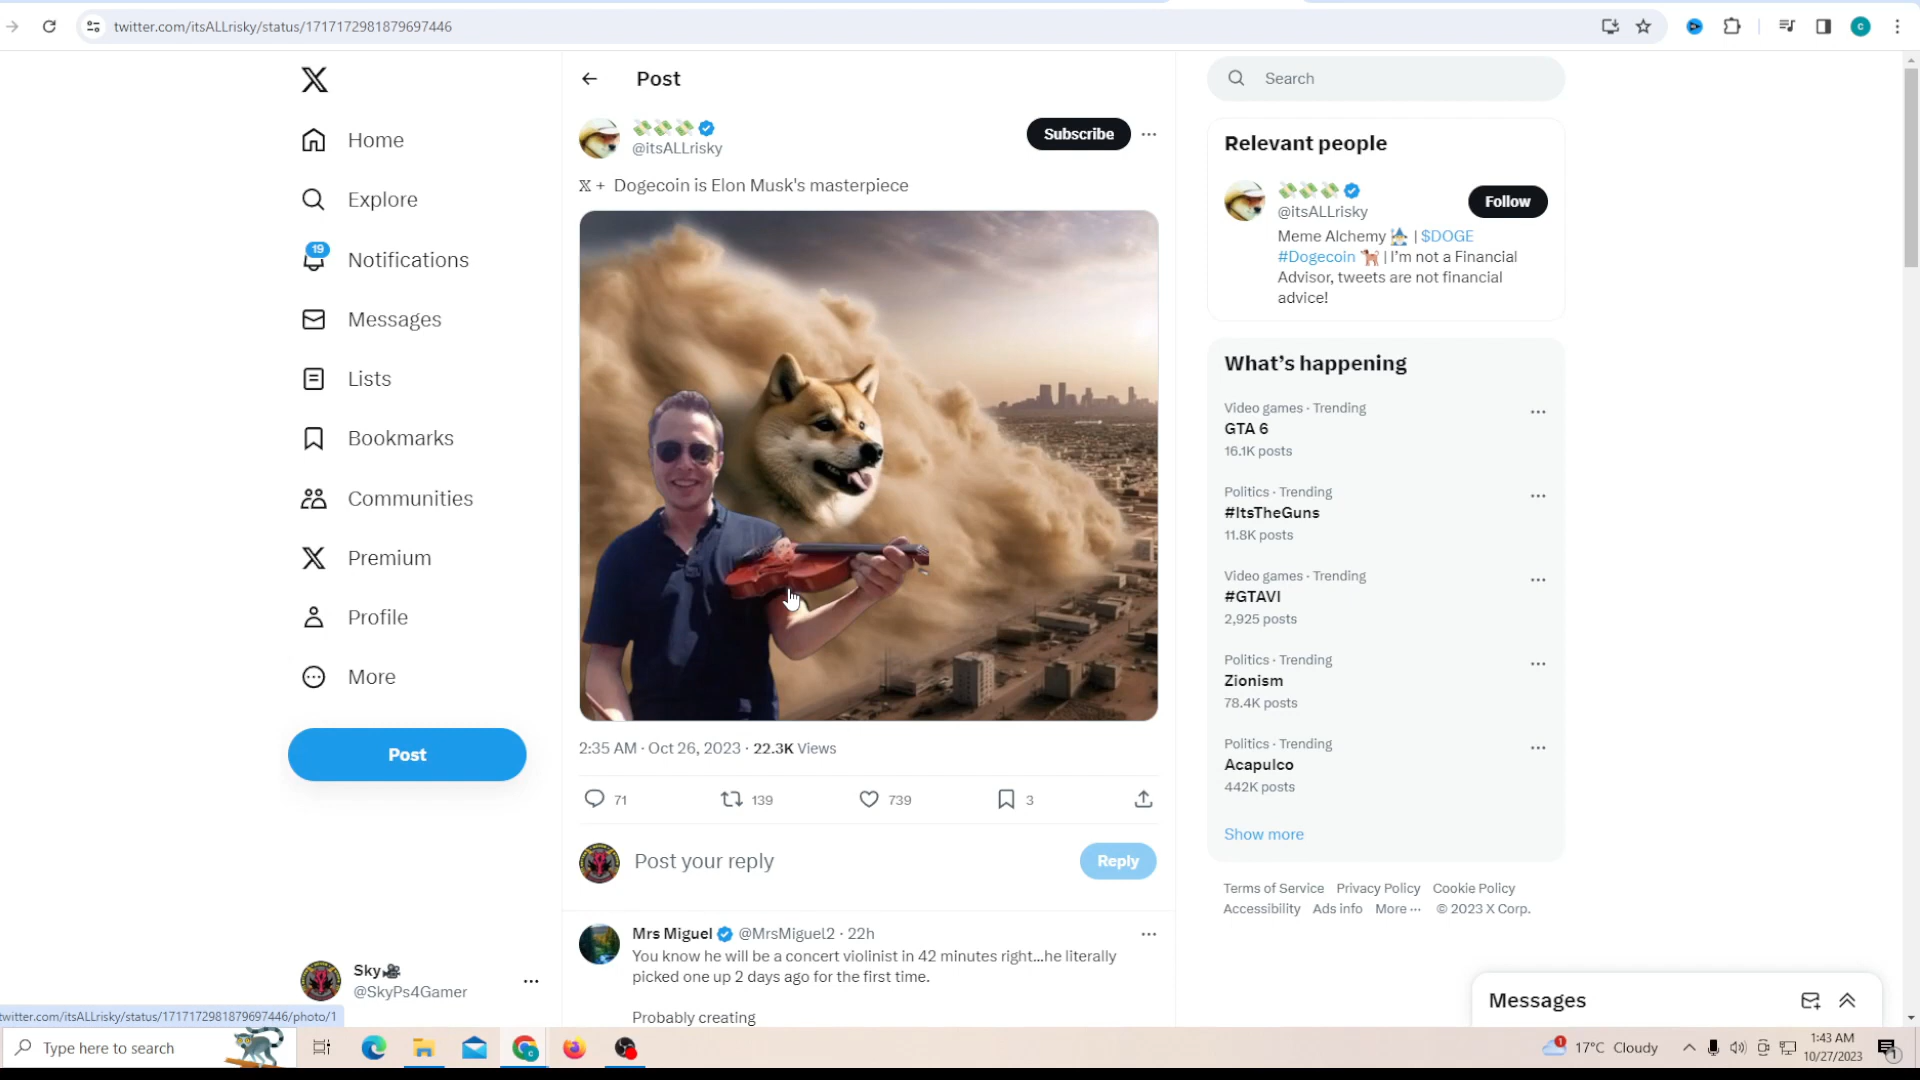 twitter.com/itsALLrisky/status/1717172981879697446
Home
Explore
19
Notifications
Messages
Lists
Bookmarks
Communities
Premium
Profile
More
Post
Sky
@SkyPs4Gamer
Post
@itsALLrisky
Subscribe
𝕏 + Dogecoin is Elon Musk's masterpiece
2:35 AM · Oct 26, 2023 · 22.3K Views
71
139
739
3
Post your reply
Reply
Mrs Miguel @MrsMiguel2 · 22h
You know he will be a concert violinist in 42 minutes right...he literally
picked one up 2 days ago for the first time.
Probably creating
Search
Relevant people
@itsALLrisky
Follow
Meme Alchemy | $DOGE
#Dogecoin | I'm not a Financial
Advisor, tweets are not financial
advice!
What's happening
Video games · Trending
GTA 6
16.1K posts
Politics · Trending
#ItsTheGuns
11.8K posts
Video games · Trending
#GTAVI
2,925 posts
Politics · Trending
Zionism
78.4K posts
Politics · Trending
Acapulco
442K posts
Show more
Terms of Service Privacy Policy Cookie Policy
Accessibility Ads info More ... © 2023 X Corp.
Messages
twitter.com/itsALLrisky/status/1717172981879697446/photo/1
Type here to search
1
17°C Cloudy
1:43 AM
10/27/2023
1